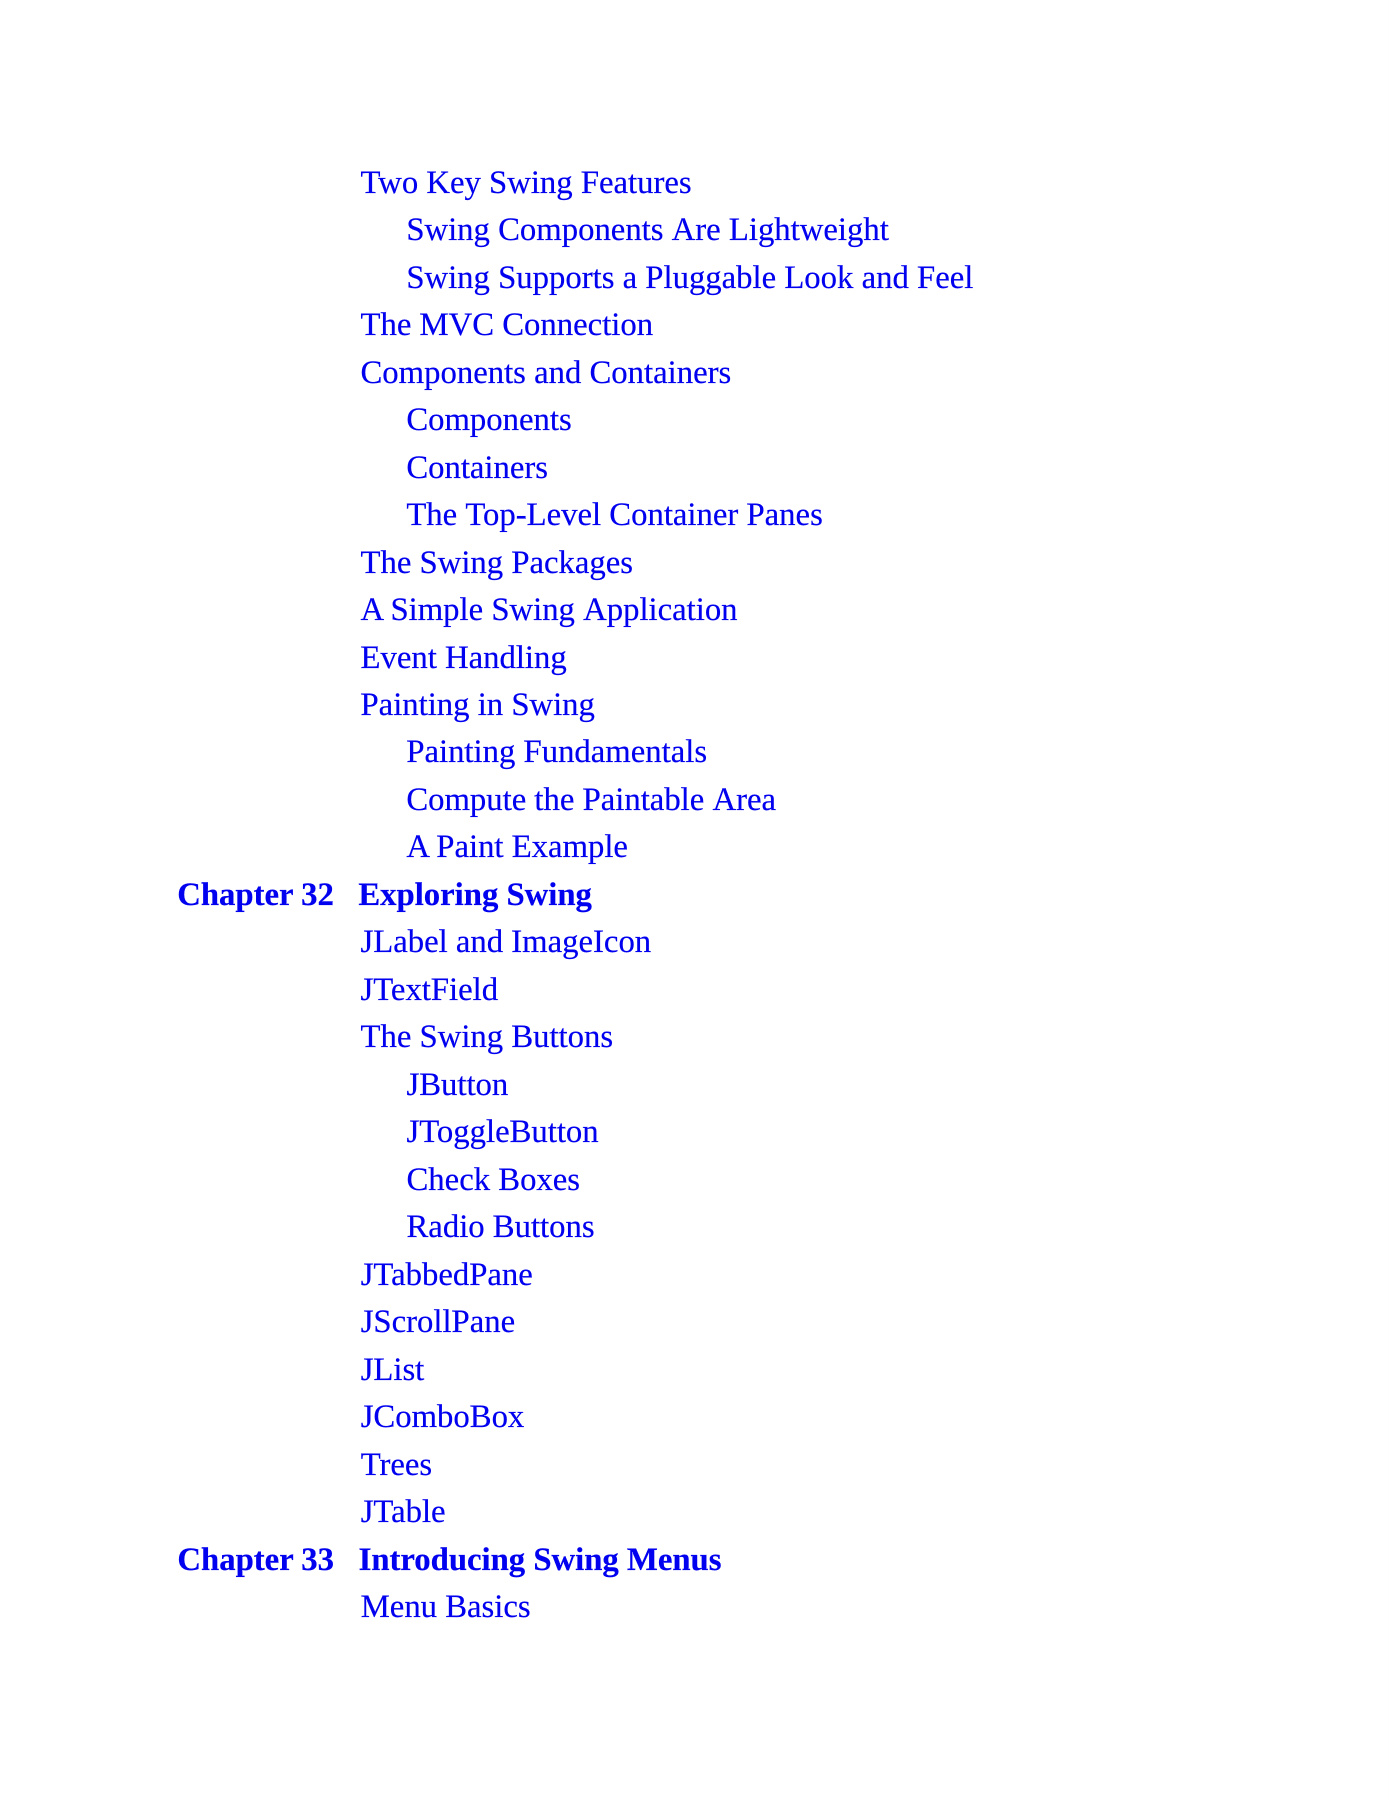 Two Key Swing Features
Swing Components Are Lightweight
Swing Supports a Pluggable Look and Feel
The MVC Connection
Components and Containers
Components
Containers
The Top-Level Container Panes
The Swing Packages
A Simple Swing Application
Event Handling
Painting in Swing
Painting Fundamentals
Compute the Paintable Area
A Paint Example
Chapter 32 Exploring Swing
JLabel and ImageIcon
JTextField
The Swing Buttons
JButton
JToggleButton
Check Boxes
Radio Buttons
JTabbedPane
JScrollPane
JList
JComboBox
Trees
JTable
Chapter 33 Introducing Swing Menus
Menu Basics